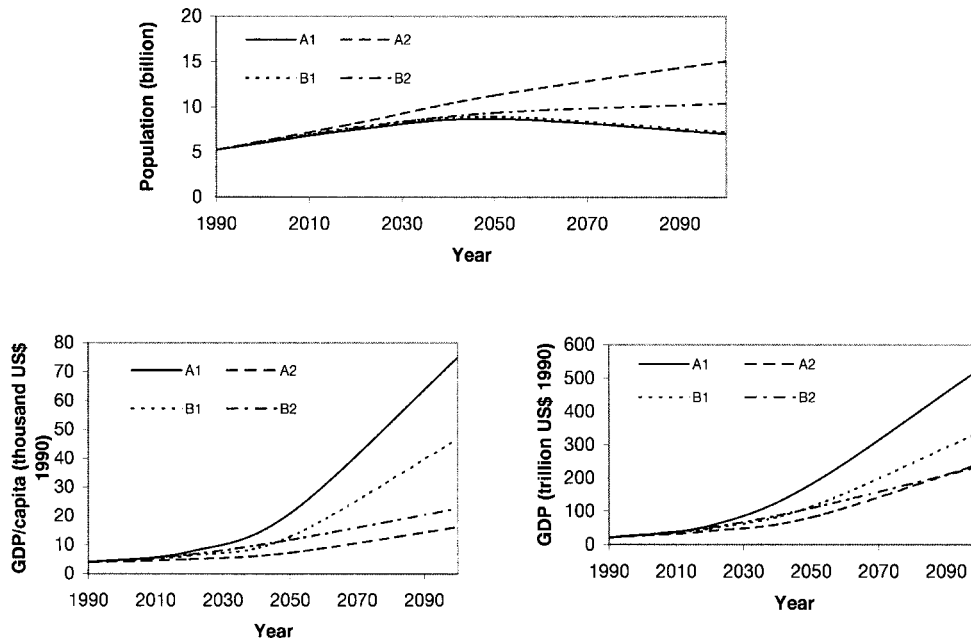 20
15
10
5
0
Population (billion)
A1 A2
B1 B2
1990 2010 2030 2050 2070 2090
Year
80
70
60
50
40
30
20
10
0
GDP/capita (thousand US$
1990)
A1 A2
B1 B2
1990 2010 2030 2050 2070 2090
Year
600
500
400
300
200
100
0
GDP (trillion US$ 1990)
A1 A2
B1 B2
1990 2010 2030 2050 2070 2090
Year